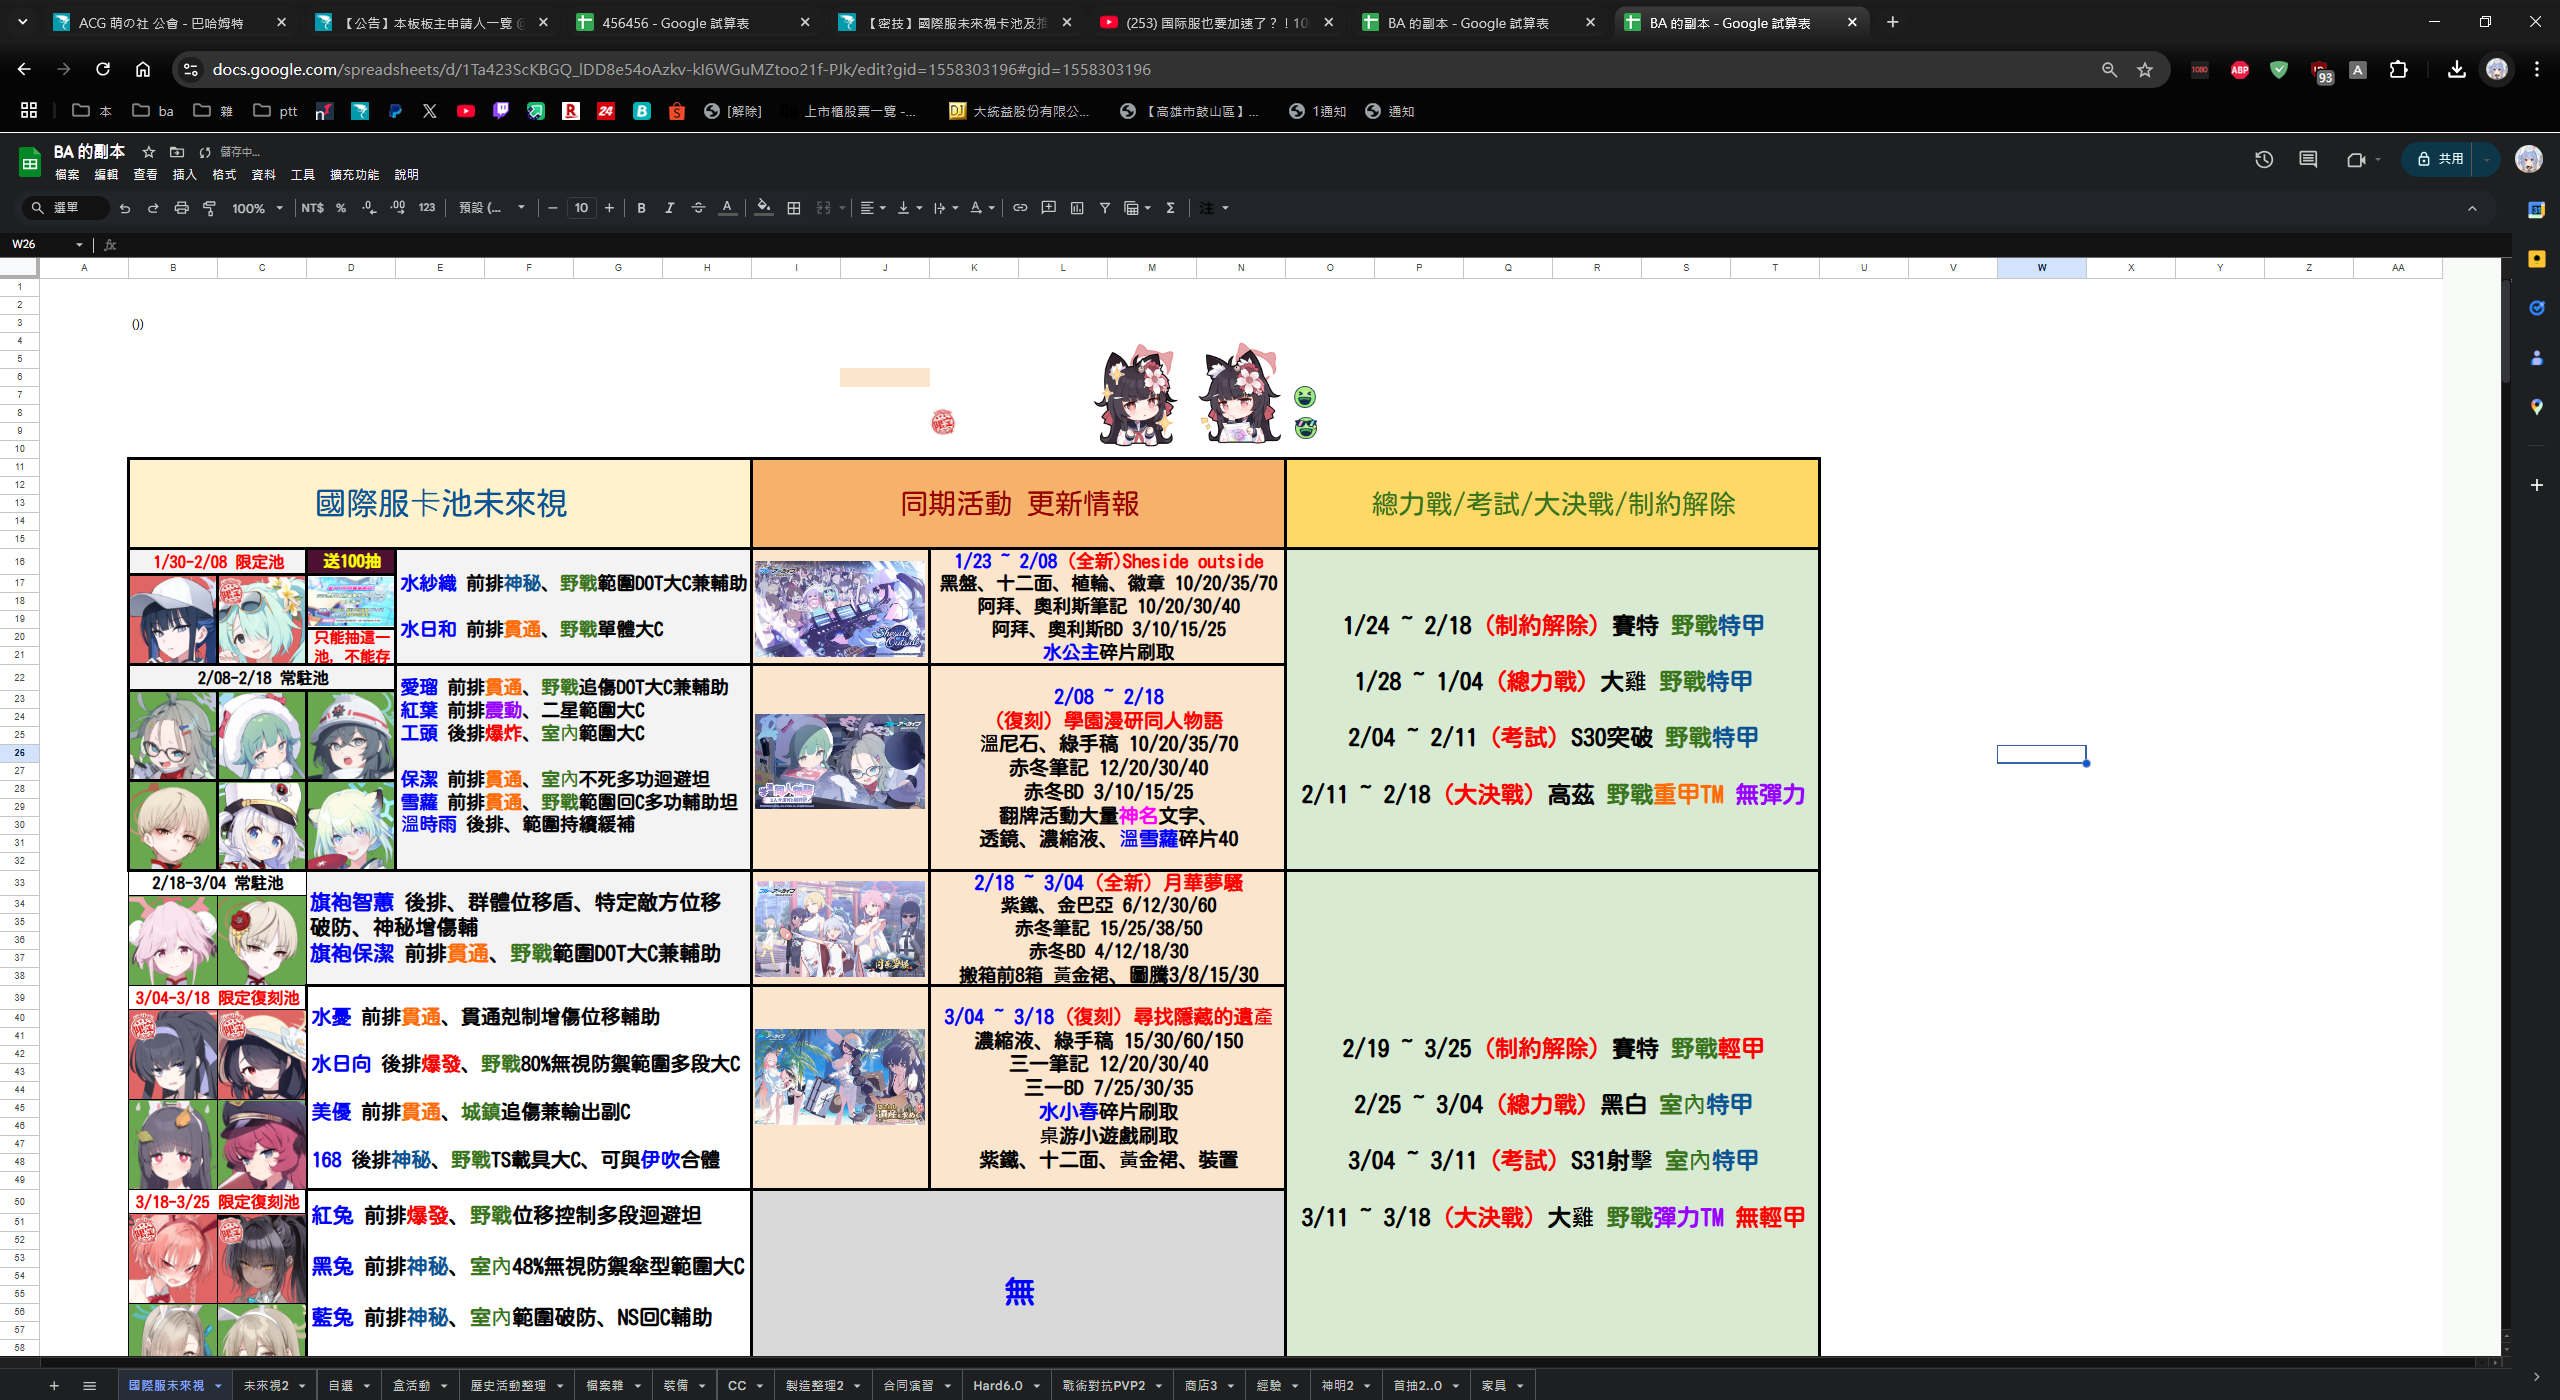 ACG 萌の社 公會 - 巴哈姆特
【公告】本板板主申請人一覽 @
456456 - Google 試算表
【密技】國際服未來視卡池及推
(253) 国际服也要加速了？！10
BA 的副本 - Google 試算表
BA 的副本 - Google 試算表
docs.google.com/spreadsheets/d/1Ta423ScKBGQ_lDD8e54oAzkv-kI6WGuMZtoo21f-PJk/edit?gid=1558303196#gid=1558303196
1080
ABP
93
A
本
ba
雜
ptt
24
[解除]
上市櫃股票一覽 -...
DJ
大統益股份有限公...
【高雄市鼓山區】...
1通知
通知
BA 的副本
儲存中...
檔案 編輯 查看 插入 格式 資料 工具 擴充功能 說明
共用
選單
100%
NT$ % .0 .00 123
預設 (...
10
B I A
Σ
注
W26
fx
A B C D E F G H I J K L M N O P Q R S T U V W X Y Z AA
())
國際服卡池未來視
同期活動 更新情報
總力戰/考試/大決戰/制約解除
1/30-2/08 限定池
送100抽
只能抽這一
池, 不能存
水紗織 前排神秘、野戰範圍DOT大C兼輔助
水日和 前排貫通、野戰單體大C
Sheside Outside
1/23 ~ 2/08 (全新)Sheside outside
黑盤、十二面、植輪、徽章 10/20/35/70
阿拜、奧利斯筆記 10/20/30/40
阿拜、奧利斯BD 3/10/15/25
水公主碎片刷取
1/24 ~ 2/18 (制約解除) 賽特 野戰特甲
1/28 ~ 1/04 (總力戰) 大雞 野戰特甲
2/04 ~ 2/11 (考試) S30突破 野戰特甲
2/11 ~ 2/18 (大決戰) 高茲 野戰重甲TM 無彈力
2/08-2/18 常駐池
愛瑠 前排貫通、野戰追傷DOT大C兼輔助
紅葉 前排震動、二星範圍大C
工頭 後排爆炸、室內範圍大C
保潔 前排貫通、室內不死多功迴避坦
雪蘿 前排貫通、野戰範圍回C多功輔助坦
溫時雨 後排、範圍持續緩補
2/08 ~ 2/18
(復刻) 學園漫研同人物語
溫尼石、綠手稿 10/20/35/70
赤冬筆記 12/20/30/40
赤冬BD 3/10/15/25
翻牌活動大量神名文字、
透鏡、濃縮液、溫雪蘿碎片40
2/18-3/04 常駐池
旗袍智蕙 後排、群體位移盾、特定敵方位移
破防、神秘增傷輔
旗袍保潔 前排貫通、野戰範圍DOT大C兼輔助
2/18 ~ 3/04 (全新) 月華夢騷
紫鐵、金巴亞 6/12/30/60
赤冬筆記 15/25/38/50
赤冬BD 4/12/18/30
搬箱前8箱 黃金裙、圖騰3/8/15/30
3/04-3/18 限定復刻池
水憂 前排貫通、貫通剋制增傷位移輔助
水日向 後排爆發、野戰80%無視防禦範圍多段大C
美優 前排貫通、城鎮追傷兼輸出副C
168 後排神秘、野戰TS載具大C、可與伊吹合體
3/04 ~ 3/18 (復刻) 尋找隱藏的遺產
濃縮液、綠手稿 15/30/60/150
三一筆記 12/20/30/40
三一BD 7/25/30/35
水小春碎片刷取
桌游小遊戲刷取
紫鐵、十二面、黃金裙、裝置
2/19 ~ 3/25 (制約解除) 賽特 野戰輕甲
2/25 ~ 3/04 (總力戰) 黑白 室內特甲
3/04 ~ 3/11 (考試) S31射擊 室內特甲
3/11 ~ 3/18 (大決戰) 大雞 野戰彈力TM 無輕甲
3/18-3/25 限定復刻池
紅兔 前排爆發、野戰位移控制多段迴避坦
黑兔 前排神秘、室內48%無視防禦傘型範圍大C
藍兔 前排神秘、室內範圍破防、NS回C輔助
無
國際服未來視 未來視2 自選 盒活動 歷史活動整理 檔案雜 裝備 CC 製造整理2 合同演習 Hard6.0 戰術對抗PVP2 商店3 經驗 神明2 首抽2..0 家具